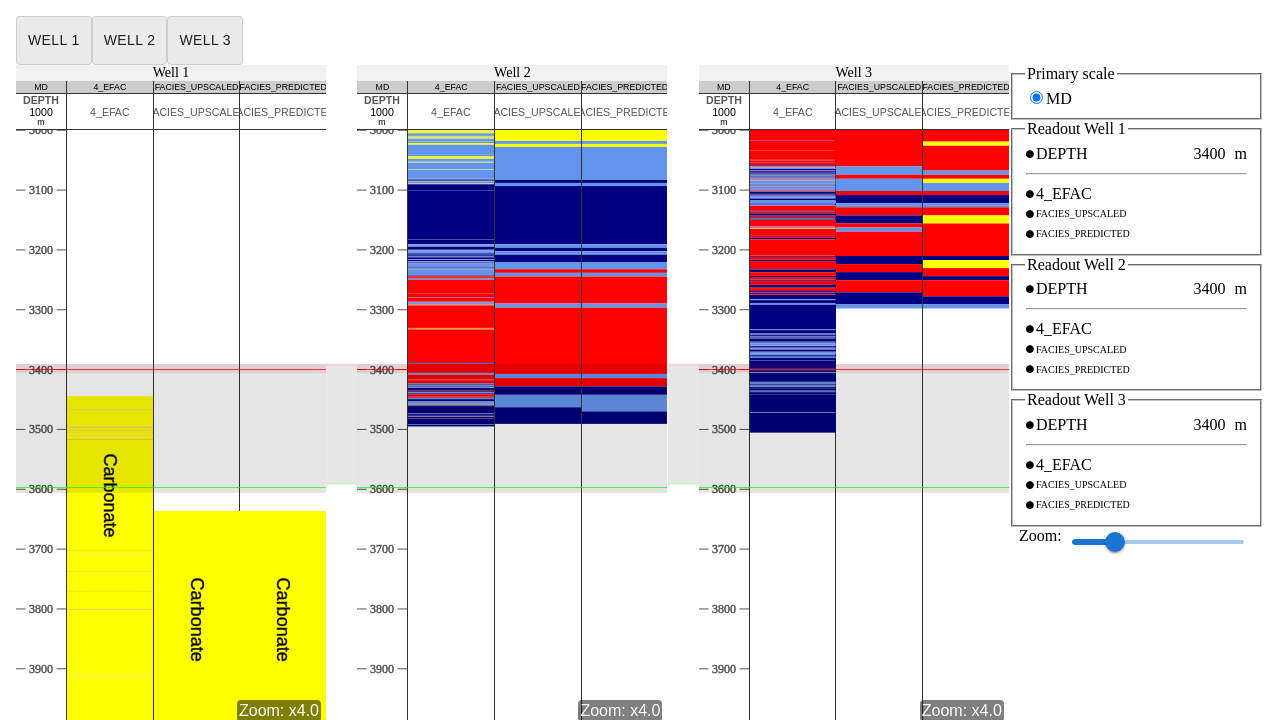 WELL 1 WELL 2 WELL 3
Well 1 Well 2 Well 3
MD 4_EFAC FACIES_UPSCALED FACIES_PREDICTED MD 4_EFAC FACIES_UPSCALED FACIES_PREDICTED MD 4_EFAC FACIES_UPSCALED FACIES_PREDICTED
DEPTH DEPTH DEPTH
1000 4_EFAC ACIES_UPSCALE ACIES_PREDICTE 1000 4_EFAC ACIES_UPSCALE ACIES_PREDICTE 1000 4_EFAC ACIES_UPSCALE ACIES_PREDICTE
m m m
3000 3000 3000
3100 3100 3100
3200 3200 3200
3300 3300 3300
3400 3400 3400
3500 3500 3500
3600 3600 3600
3700 3700 3700
3800 3800 3800
3900 3900 3900
Carbonate
Carbonate
Carbonate
Zoom: x4.0 Zoom: x4.0 Zoom: x4.0
Primary scale
MD
Readout Well 1
DEPTH 3400 m
4_EFAC
FACIES_UPSCALED
FACIES_PREDICTED
Readout Well 2
DEPTH 3400 m
4_EFAC
FACIES_UPSCALED
FACIES_PREDICTED
Readout Well 3
DEPTH 3400 m
4_EFAC
FACIES_UPSCALED
FACIES_PREDICTED
Zoom: